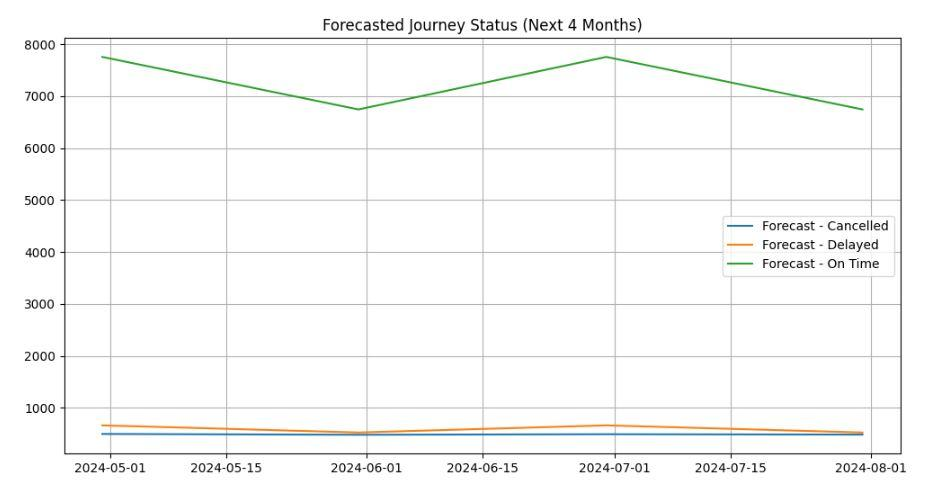 Forecasted Journey Status (Next 4 Months)
8000
7000
6000
5000
4000
3000
2000
1000
Forecast - Cancelled
Forecast - Delayed
Forecast - On Time
2024-05-01 2024-05-15 2024-06-01 2024-06-15 2024-07-01 2024-07-15 2024-08-01